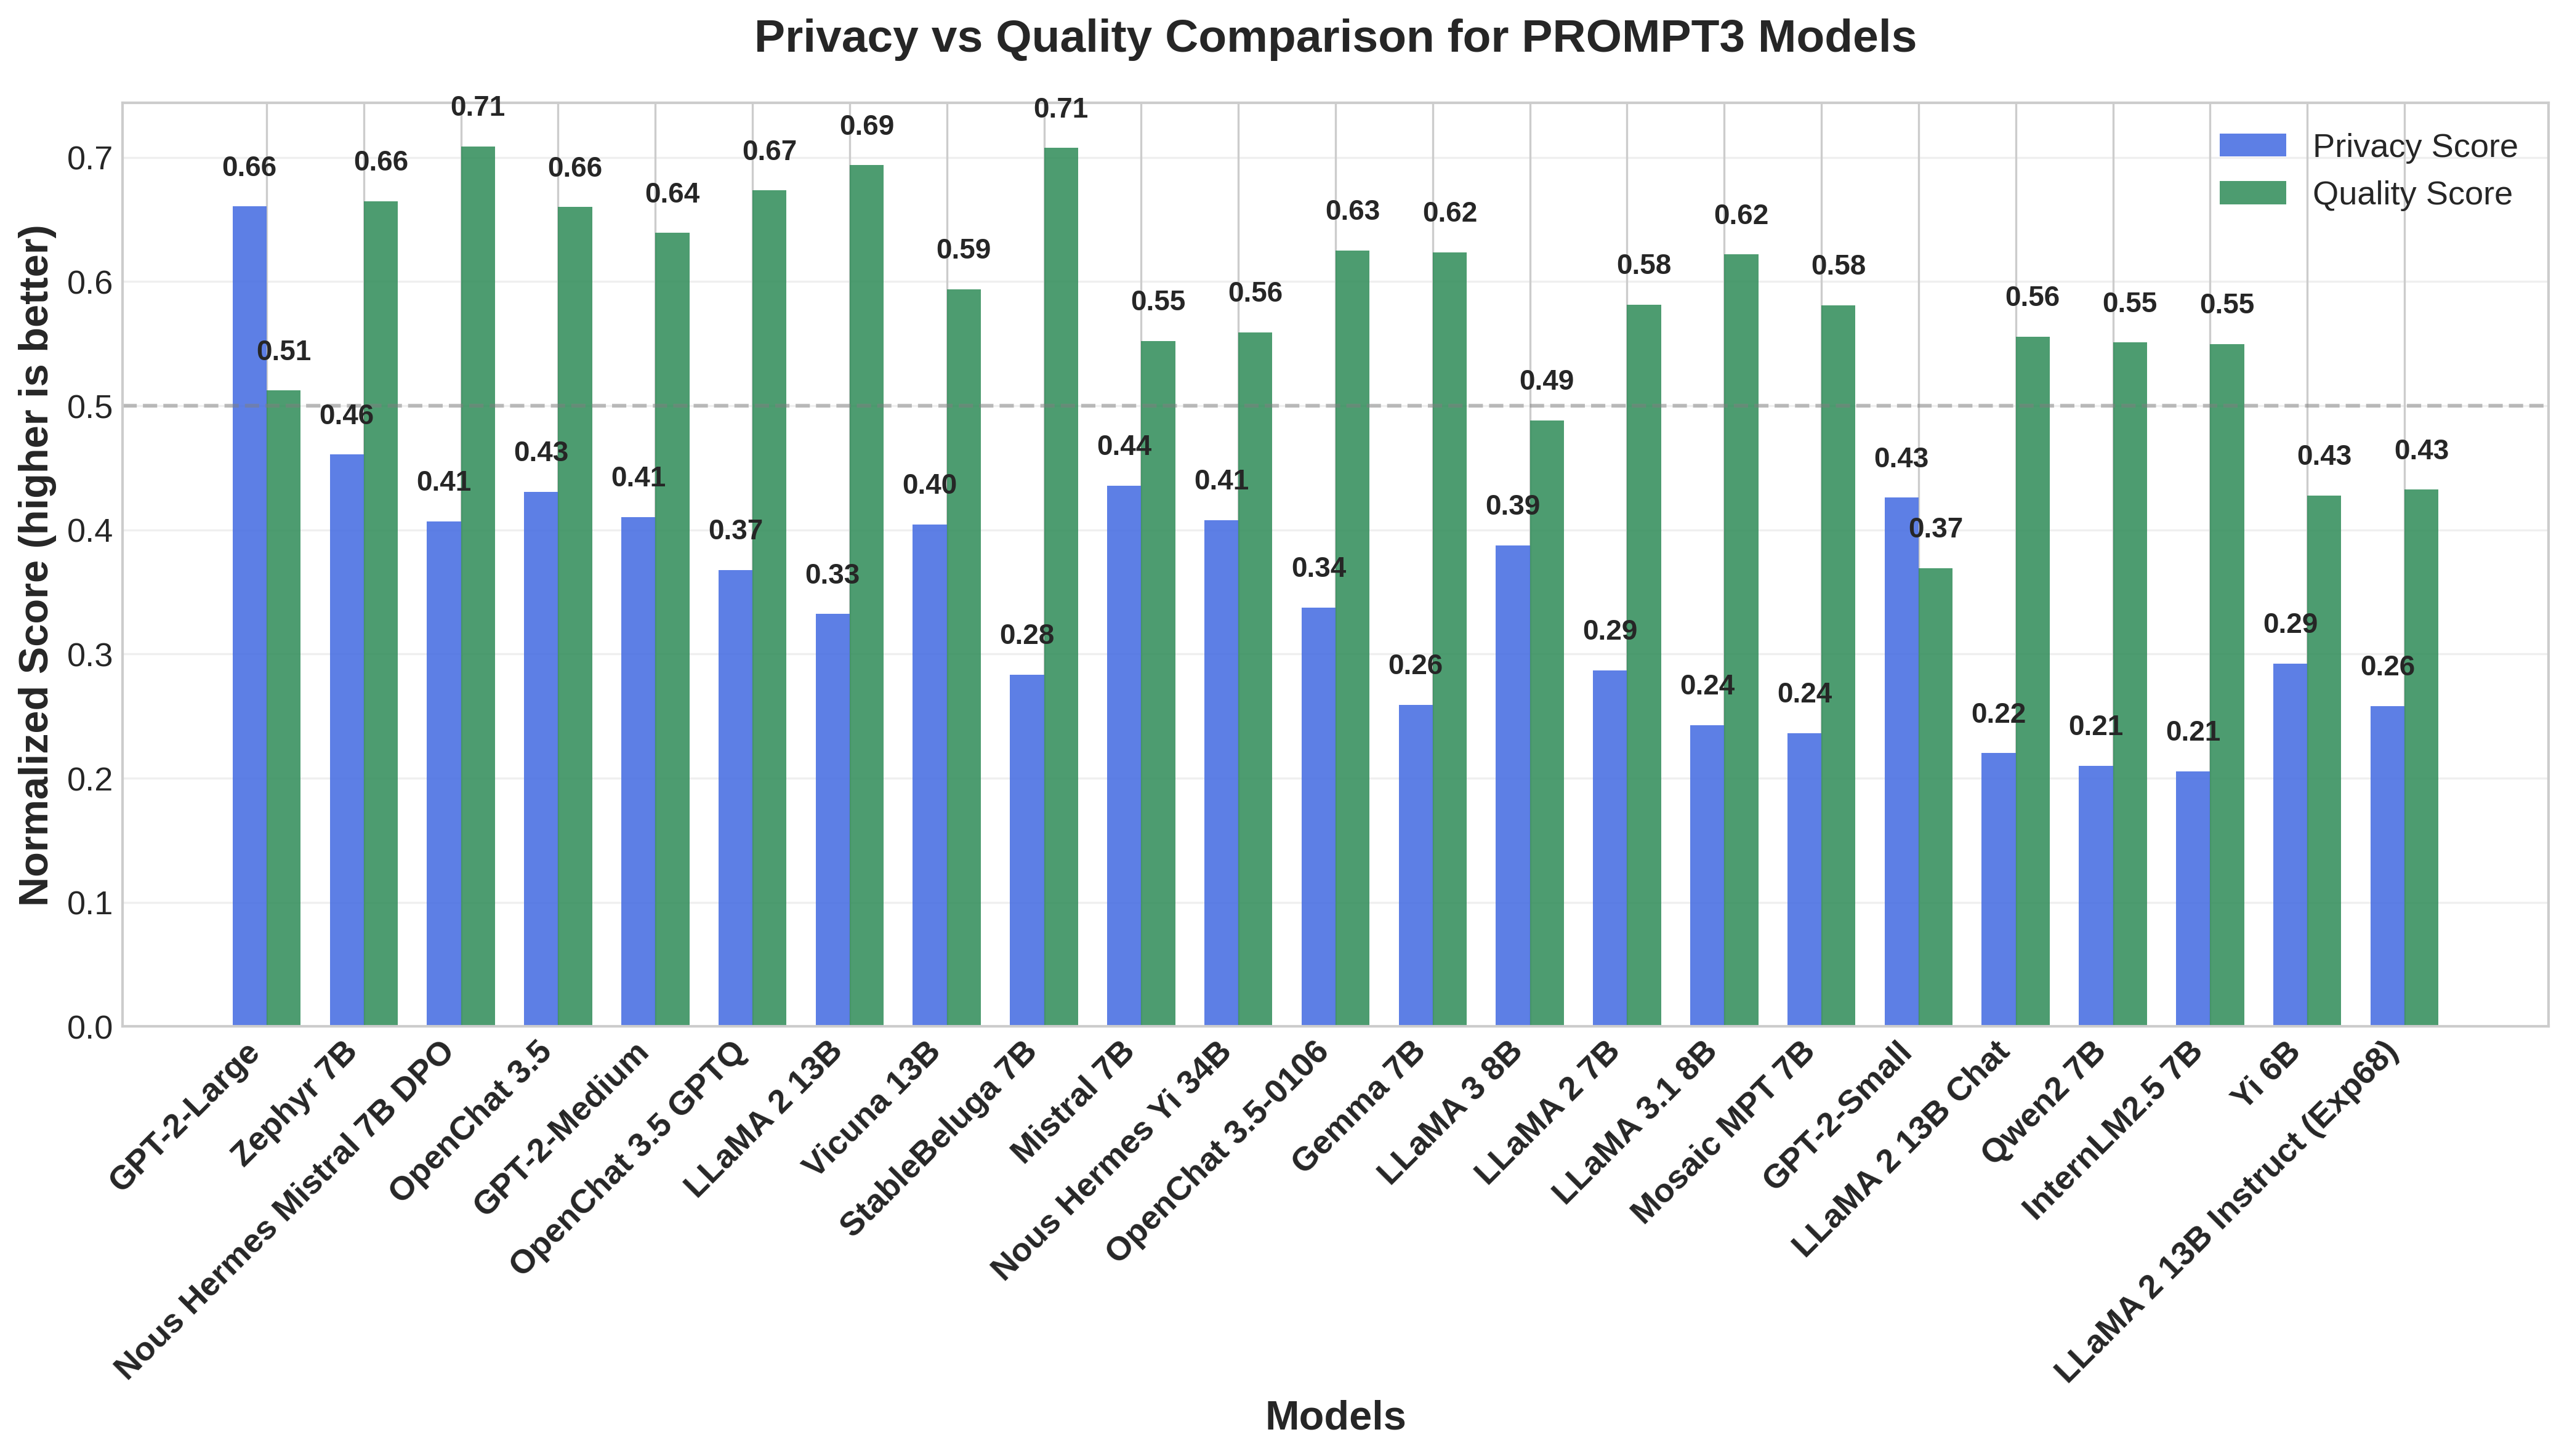 Privacy vs Quality Comparison for PROMPT3 Models
Normalized Score (higher is better)
0.7
0.6
0.5
0.4
0.3
0.2
0.1
0.0
Privacy Score
Quality Score
0.66
0.51
0.46
0.66
0.41
0.71
0.43
0.66
0.41
0.64
0.37
0.67
0.33
0.69
0.40
0.59
0.28
0.71
0.44
0.55
0.41
0.56
0.34
0.63
0.26
0.62
0.39
0.49
0.29
0.58
0.24
0.62
0.24
0.58
0.43
0.37
0.22
0.56
0.21
0.55
0.21
0.55
0.29
0.43
0.26
0.43
GPT-2-Large
Zephyr 7B
Nous Hermes Mistral 7B DPO
OpenChat 3.5
GPT-2-Medium
OpenChat 3.5 GPTQ
LLaMA 2 13B
Vicuna 13B
StableBeluga 7B
Mistral 7B
Nous Hermes Yi 34B
OpenChat 3.5-0106
Gemma 7B
LLaMA 3 8B
LLaMA 2 7B
LLaMA 3.1 8B
Mosaic MPT 7B
GPT-2-Small
LLaMA 2 13B Chat
Qwen2 7B
InternLM2.5 7B
Yi 6B
LLaMA 2 13B Instruct (Exp68)
Models